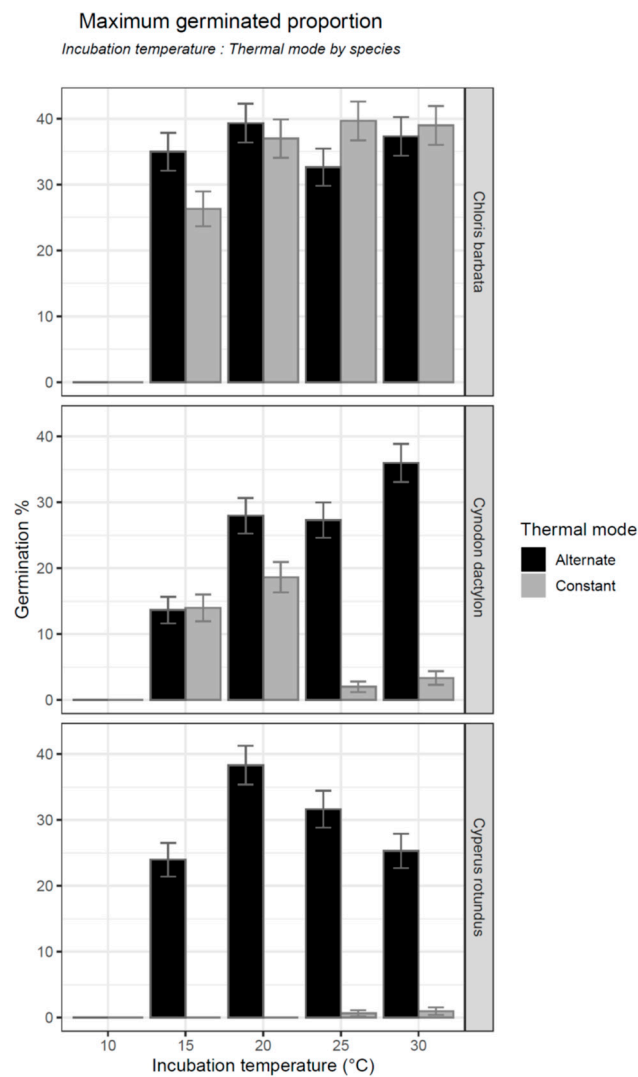 Maximum germinated proportion
Incubation temperature : Thermal mode by species
40
30
20
10
0
Chloris barbata
40
30
20
10
0
Cynodon dactylon
40
30
20
10
0
Cyperus rotundus
Germination %
10 15 20 25 30
Incubation temperature (°C)
Thermal mode
Alternate
Constant